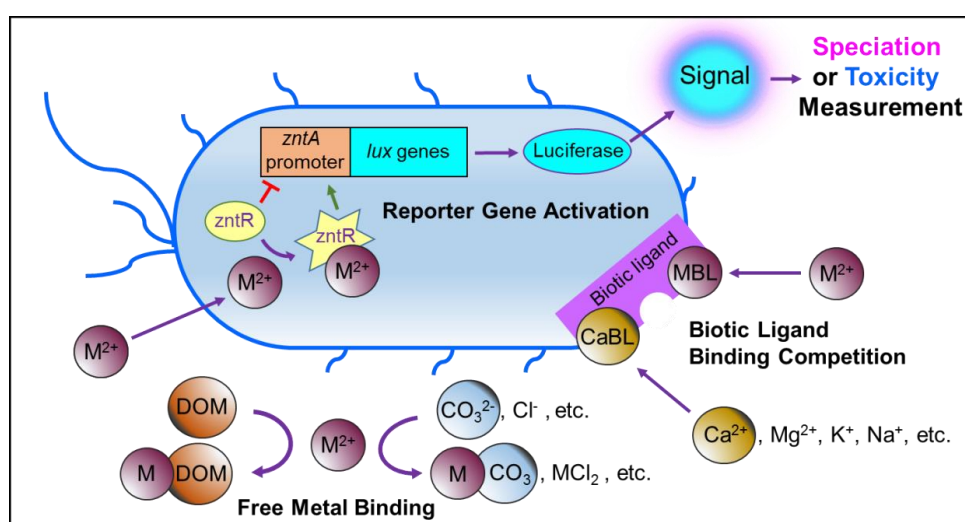 Speciation
or Toxicity
Measurement
Signal
zntA
promoter
lux genes
Luciferase
Reporter Gene Activation
zntR
zntR
M²⁺
M²⁺
M²⁺
Biotic ligand
MBL
M²⁺
CaBL
Biotic Ligand
Binding Competition
DOM
M²⁺
CO₃²⁻, Cl⁻ , etc.
Ca²⁺, Mg²⁺, K⁺, Na⁺, etc.
M DOM
M CO₃, MCl₂ , etc.
Free Metal Binding